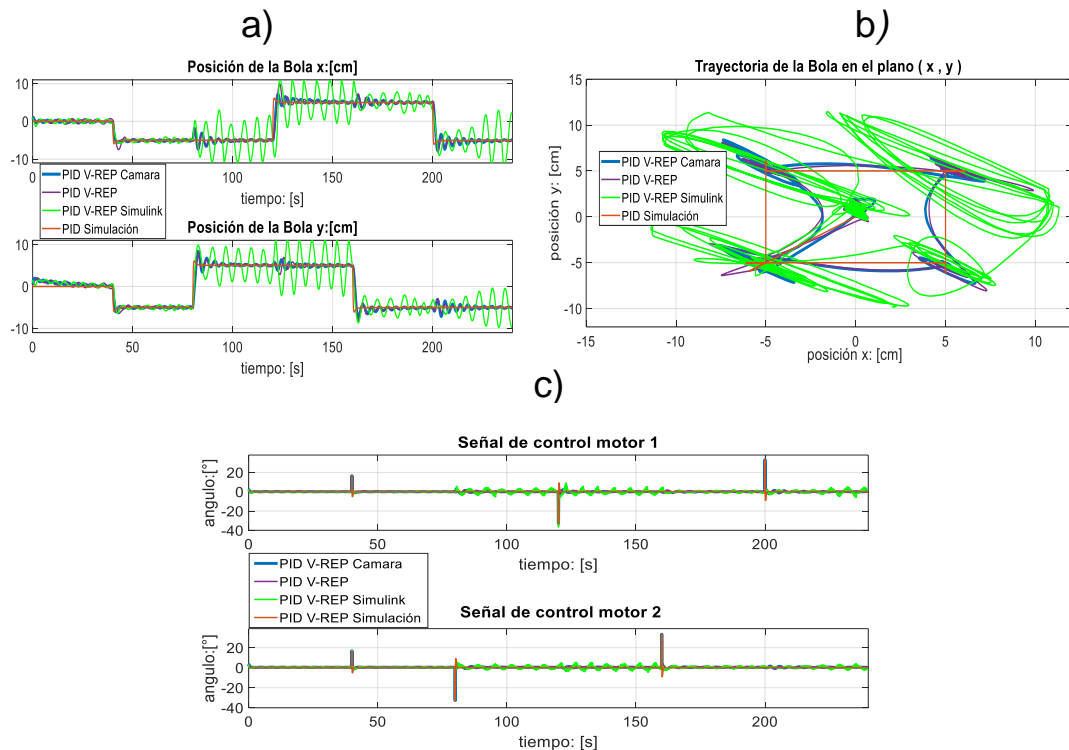 a)
Posición de la Bola x:[cm]
10
0
-10
0
50
100
150
200
tiempo: [s]
PID V-REP Camara
PID V-REP
PID V-REP Simulink
PID Simulación
Posición de la Bola y:[cm]
10
0
-10
0
50
100
150
200
tiempo: [s]
b)
Trayectoria de la Bola en el plano ( x , y )
15
10
5
0
-5
-10
posición y: [cm]
PID V-REP Camara
PID V-REP
PID V-REP Simulink
PID Simulación
-15
-10
-5
0
5
10
posición x: [cm]
c)
Señal de control motor 1
angulo:[°]
20
0
-20
-40
0
50
100
150
200
tiempo: [s]
PID V-REP Camara
PID V-REP
PID V-REP Simulink
PID V-REP Simulación
Señal de control motor 2
angulo:[°]
20
0
-20
-40
0
50
100
150
200
tiempo: [s]